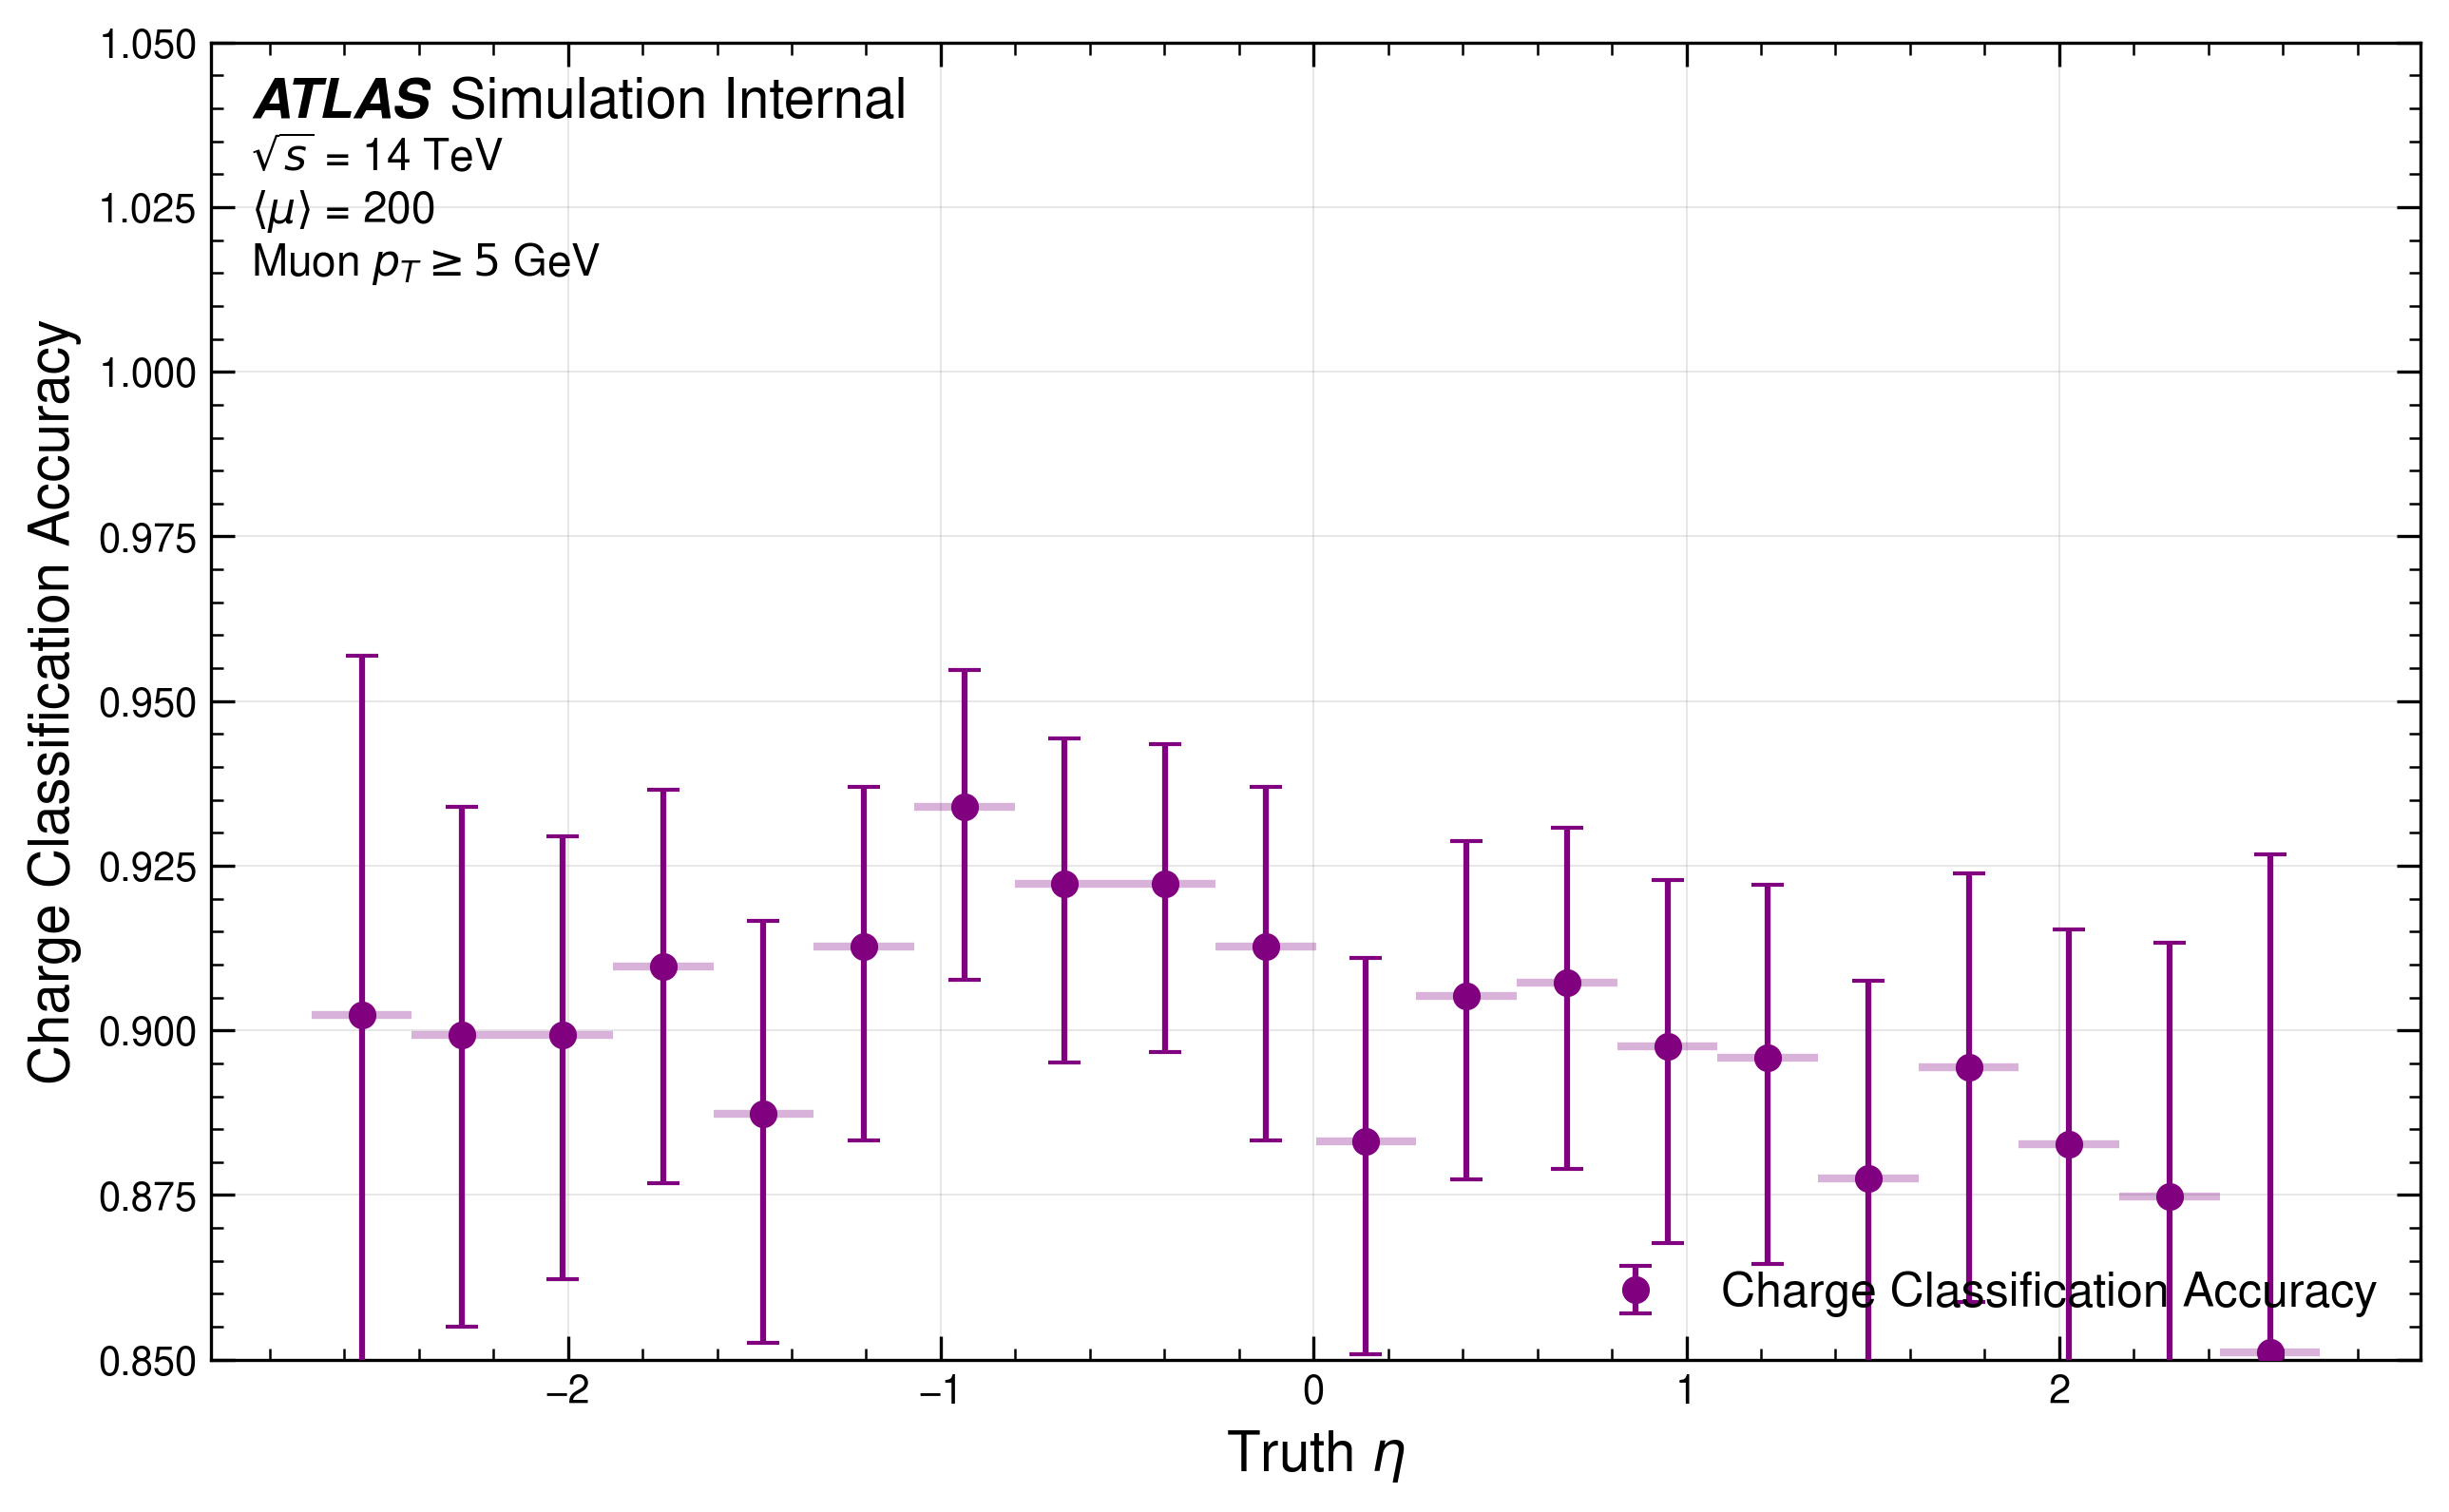 ATLAS Simulation Internal
√s = 14 TeV
⟨μ⟩ = 200
Muon p_T ≥ 5 GeV
Charge Classification Accuracy
1.050
1.025
1.000
0.975
0.950
0.925
0.900
0.875
0.850
Charge Classification Accuracy
−2
−1
0
1
2
Truth η